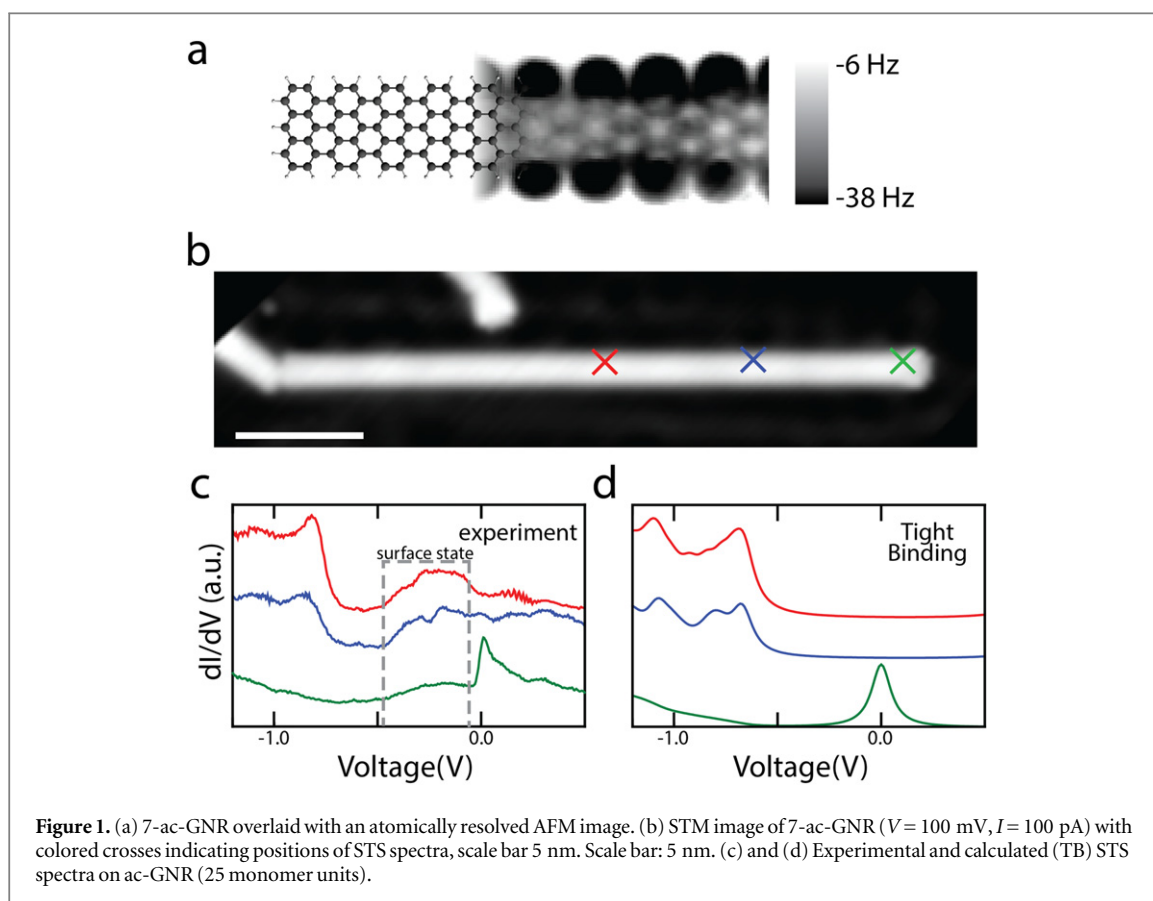 a
-6 Hz
-38 Hz
b
c
d
experiment
surface state
dI/dV (a.u.)
-1.0
0.0
Voltage(V)
Tight
Binding
-1.0
0.0
Voltage(V)
Figure 1. (a) 7-ac-GNR overlaid with an atomically resolved AFM image. (b) STM image of 7-ac-GNR (V = 100 mV, I = 100 pA) with
colored crosses indicating positions of STS spectra, scale bar 5 nm. Scale bar: 5 nm. (c) and (d) Experimental and calculated (TB) STS
spectra on ac-GNR (25 monomer units).